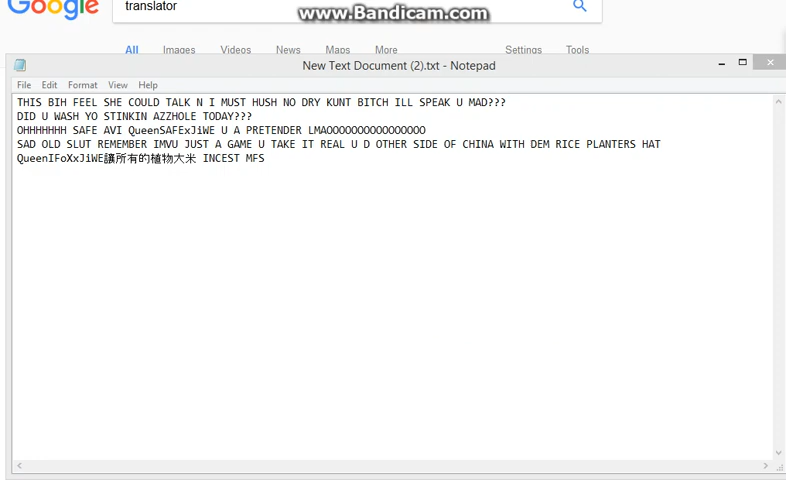 Google
translator
www.Bandicam.com
All Images Videos News Maps More Settings Tools
New Text Document (2).txt - Notepad
File Edit Format View Help
THIS BIH FEEL SHE COULD TALK N I MUST HUSH NO DRY KUNT BITCH ILL SPEAK U MAD???
DID U WASH YO STINKIN AZZHOLE TODAY???
OHHHHHHH SAFE AVI QueenSAFExJiWE U A PRETENDER LMAOOOOOOOOOOOOOOOOO
SAD OLD SLUT REMEMBER IMVU JUST A GAME U TAKE IT REAL U D OTHER SIDE OF CHINA WITH DEM RICE PLANTERS HAT
QueenIFoXxJiWE讓所有的植物大米 INCEST MFS